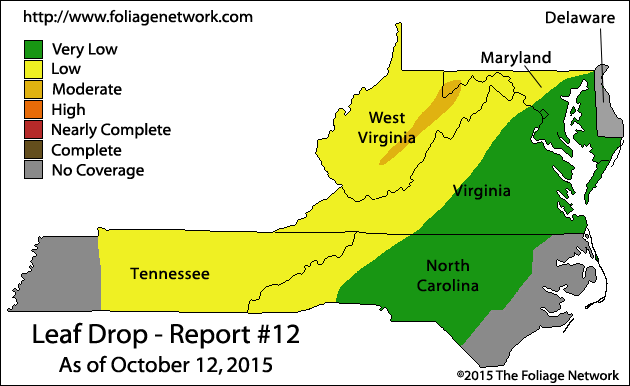 http://www.foliagenetwork.com
Very Low
Low
Moderate
High
Nearly Complete
Complete
No Coverage
Delaware
Maryland
West
Virginia
Virginia
Tennessee
North
Carolina
Leaf Drop - Report #12
As of October 12, 2015
©2015 The Foliage Network